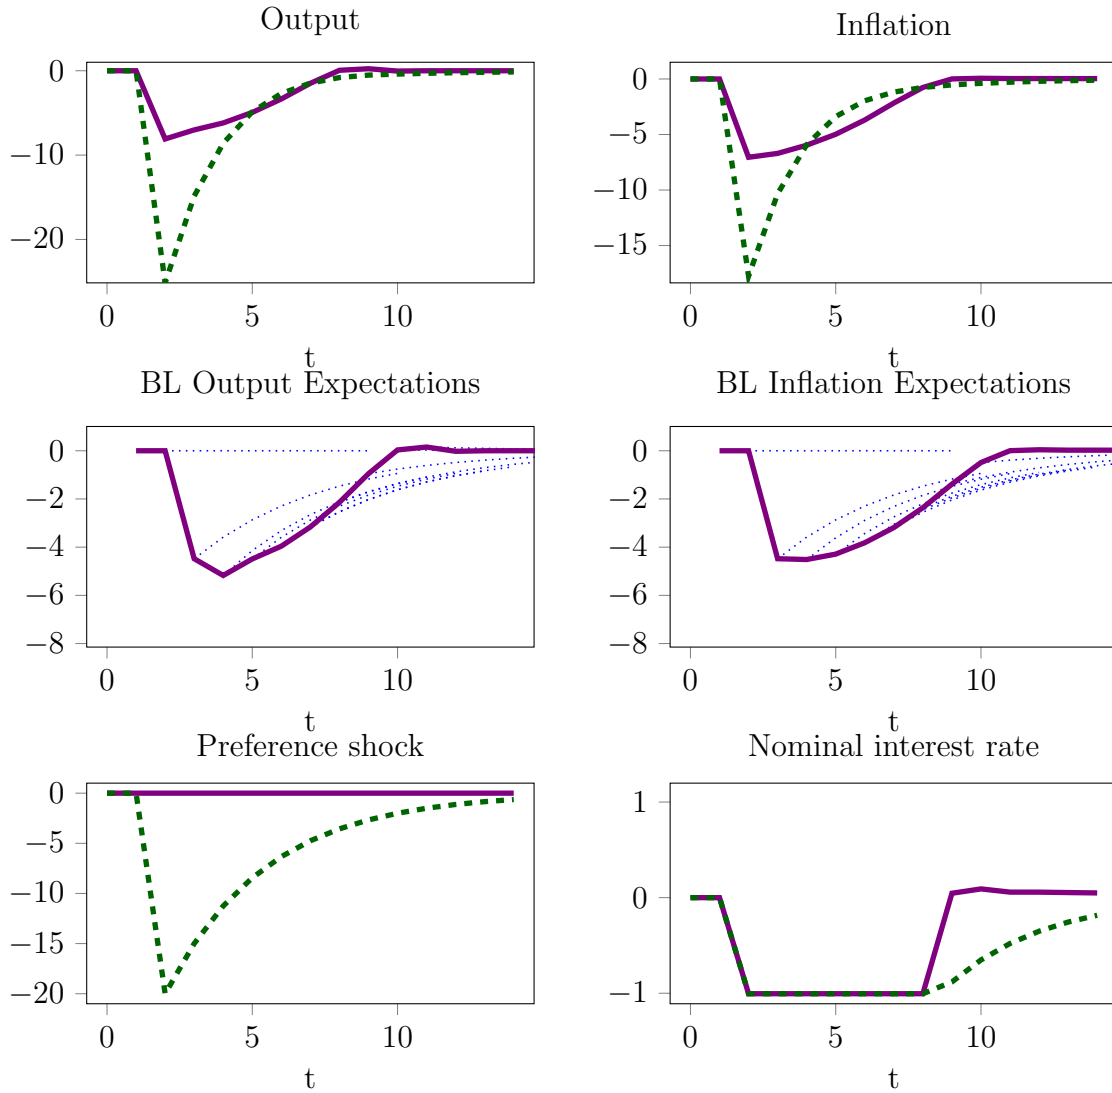 Output
0
−10
−20
0 5 10
t
Inflation
0
−5
−10
−15
0 5 10
t
BL Output Expectations
0
−2
−4
−6
−8
0 5 10
t
BL Inflation Expectations
0
−2
−4
−6
−8
0 5 10
t
Preference shock
0
−5
−10
−15
−20
0 5 10
t
Nominal interest rate
1
0
−1
0 5 10
t